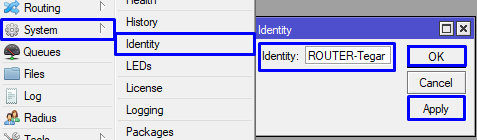 Routing
System
Queues
Files
Log
Radius
Tools
Health
History
Identity
LEDs
License
Logging
Packages
Identity
Identity: ROUTER-Tegar
OK
Cancel
Apply